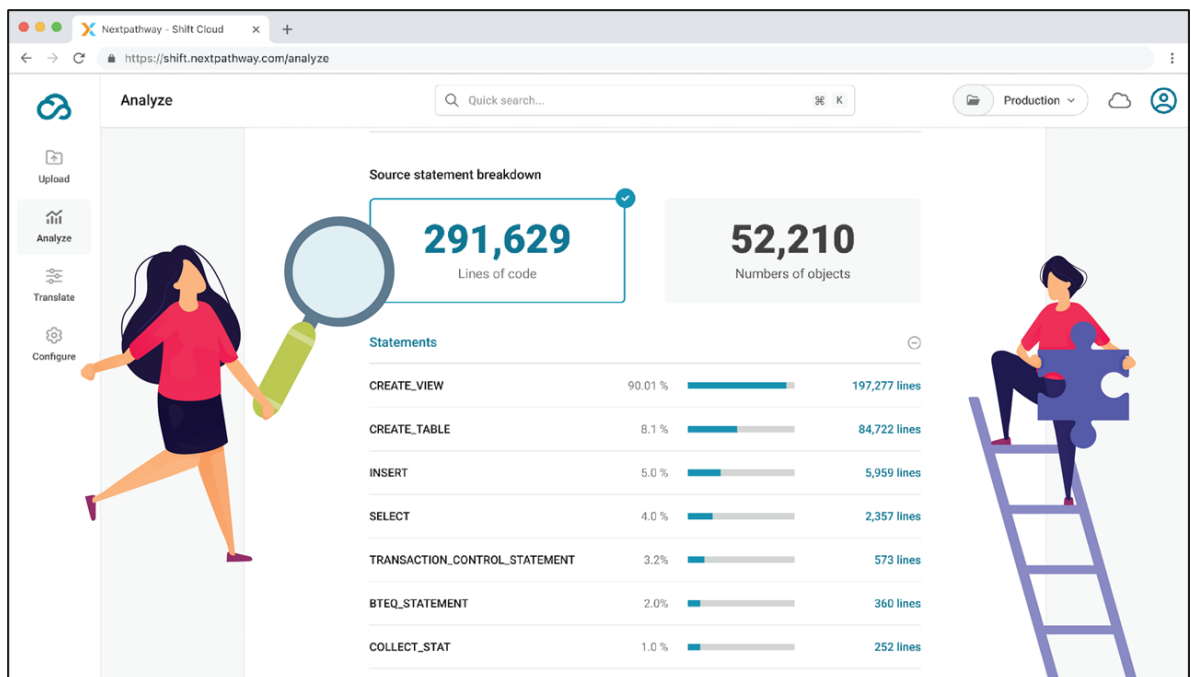 Nextpathway - Shift Cloud
https://shift.nextpathway.com/analyze
Analyze
Quick search...
⌘ K
Production
Upload
Analyze
Translate
Configure
Source statement breakdown
291,629
Lines of code
52,210
Numbers of objects
Statements
CREATE_VIEW 90.01 % 197,277 lines
CREATE_TABLE 8.1 % 84,722 lines
INSERT 5.0 % 5,959 lines
SELECT 4.0 % 2,357 lines
TRANSACTION_CONTROL_STATEMENT 3.2% 573 lines
BTEQ_STATEMENT 2.0% 360 lines
COLLECT_STAT 1.0 % 252 lines